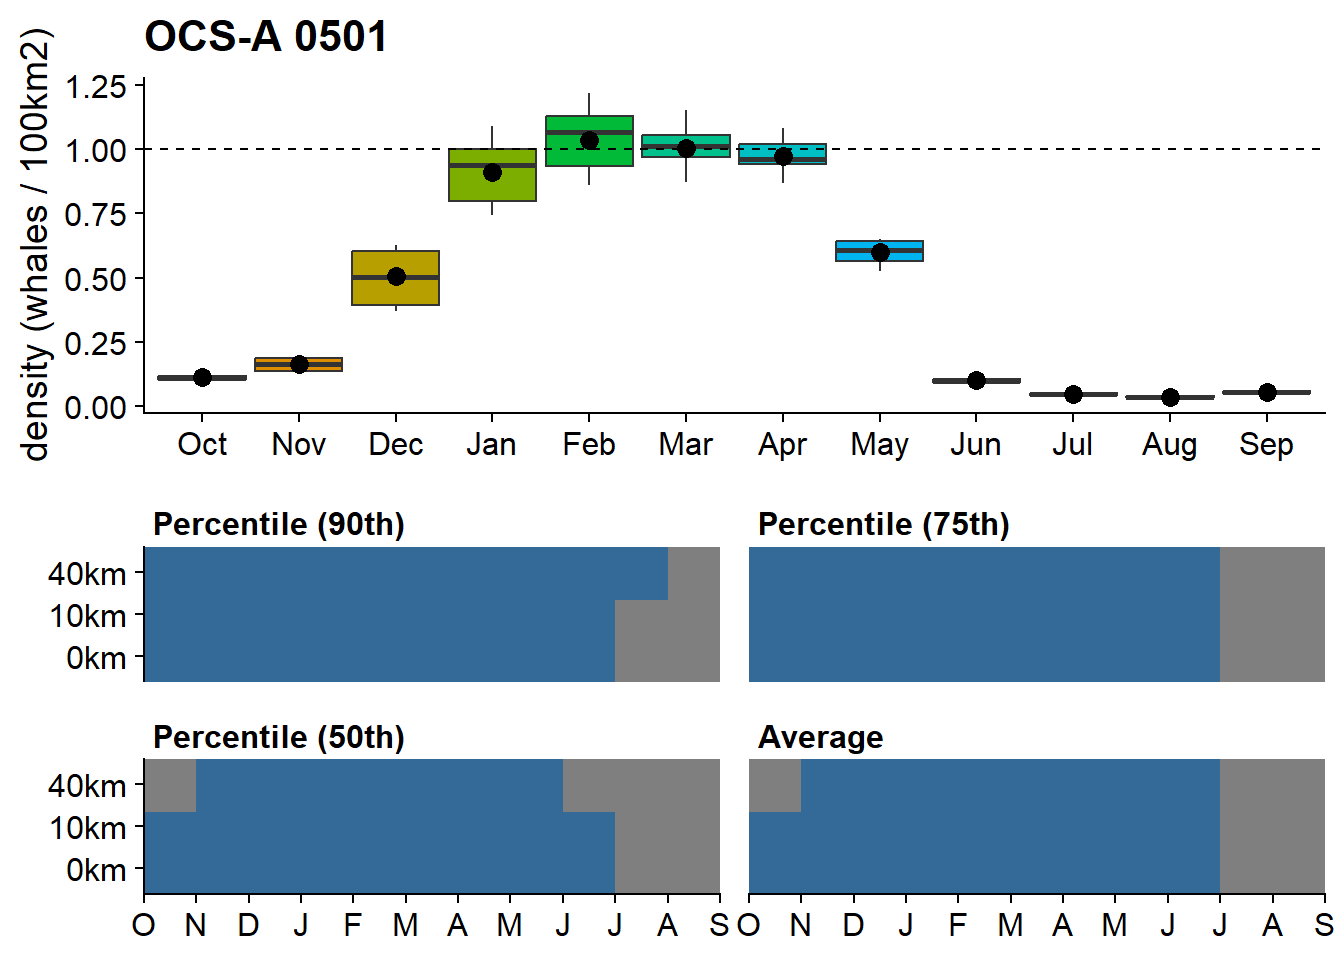 OCS-A 0501
density (whales / 100km2)
1.25
1.00
0.75
0.50
0.25
0.00
Oct Nov Dec Jan Feb Mar Apr May Jun Jul Aug Sep
Percentile (90th) Percentile (75th)
40km
10km
0km
Percentile (50th) Average
40km
10km
0km
O N D J F M A M J J A S O N D J F M A M J J A S